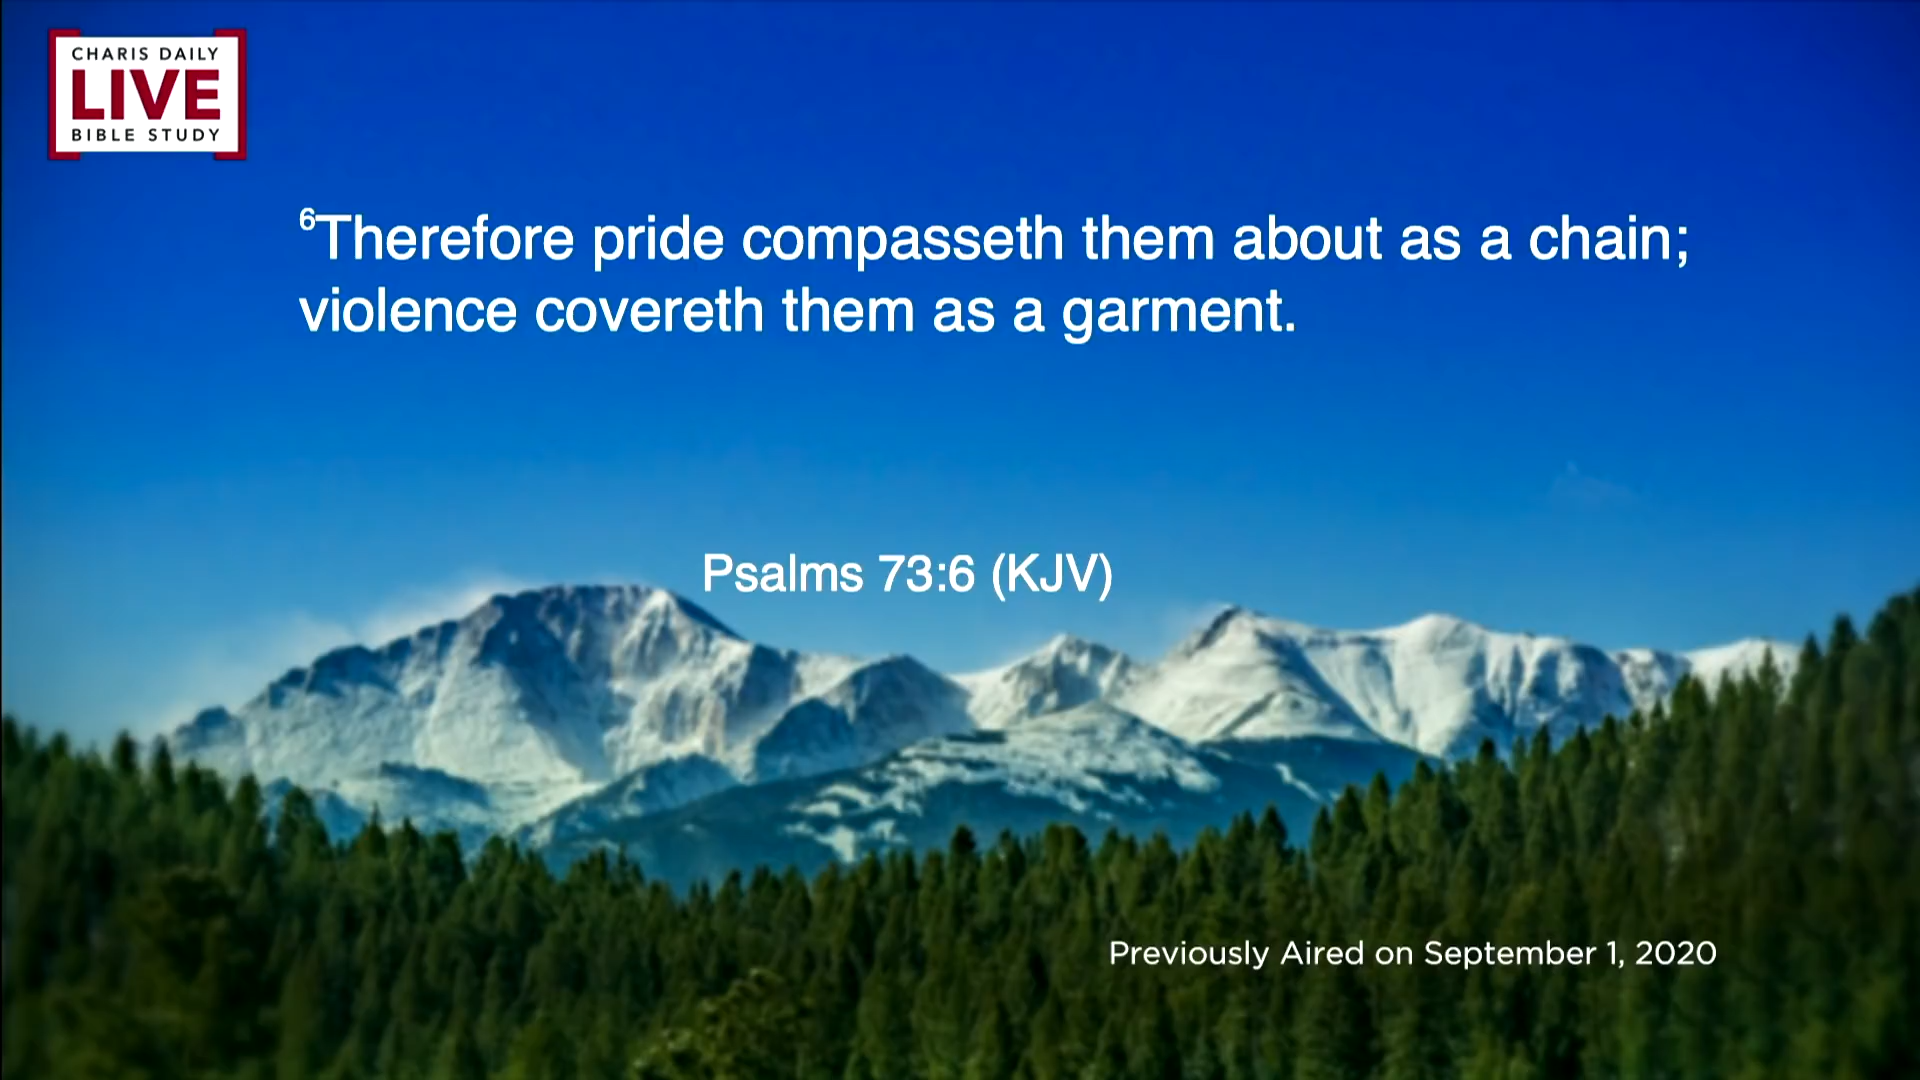 CHARIS DAILY
LIVE
BIBLE STUDY
⁶Therefore pride compasseth them about as a chain;
violence covereth them as a garment.
Psalms 73:6 (KJV)
Previously Aired on September 1, 2020